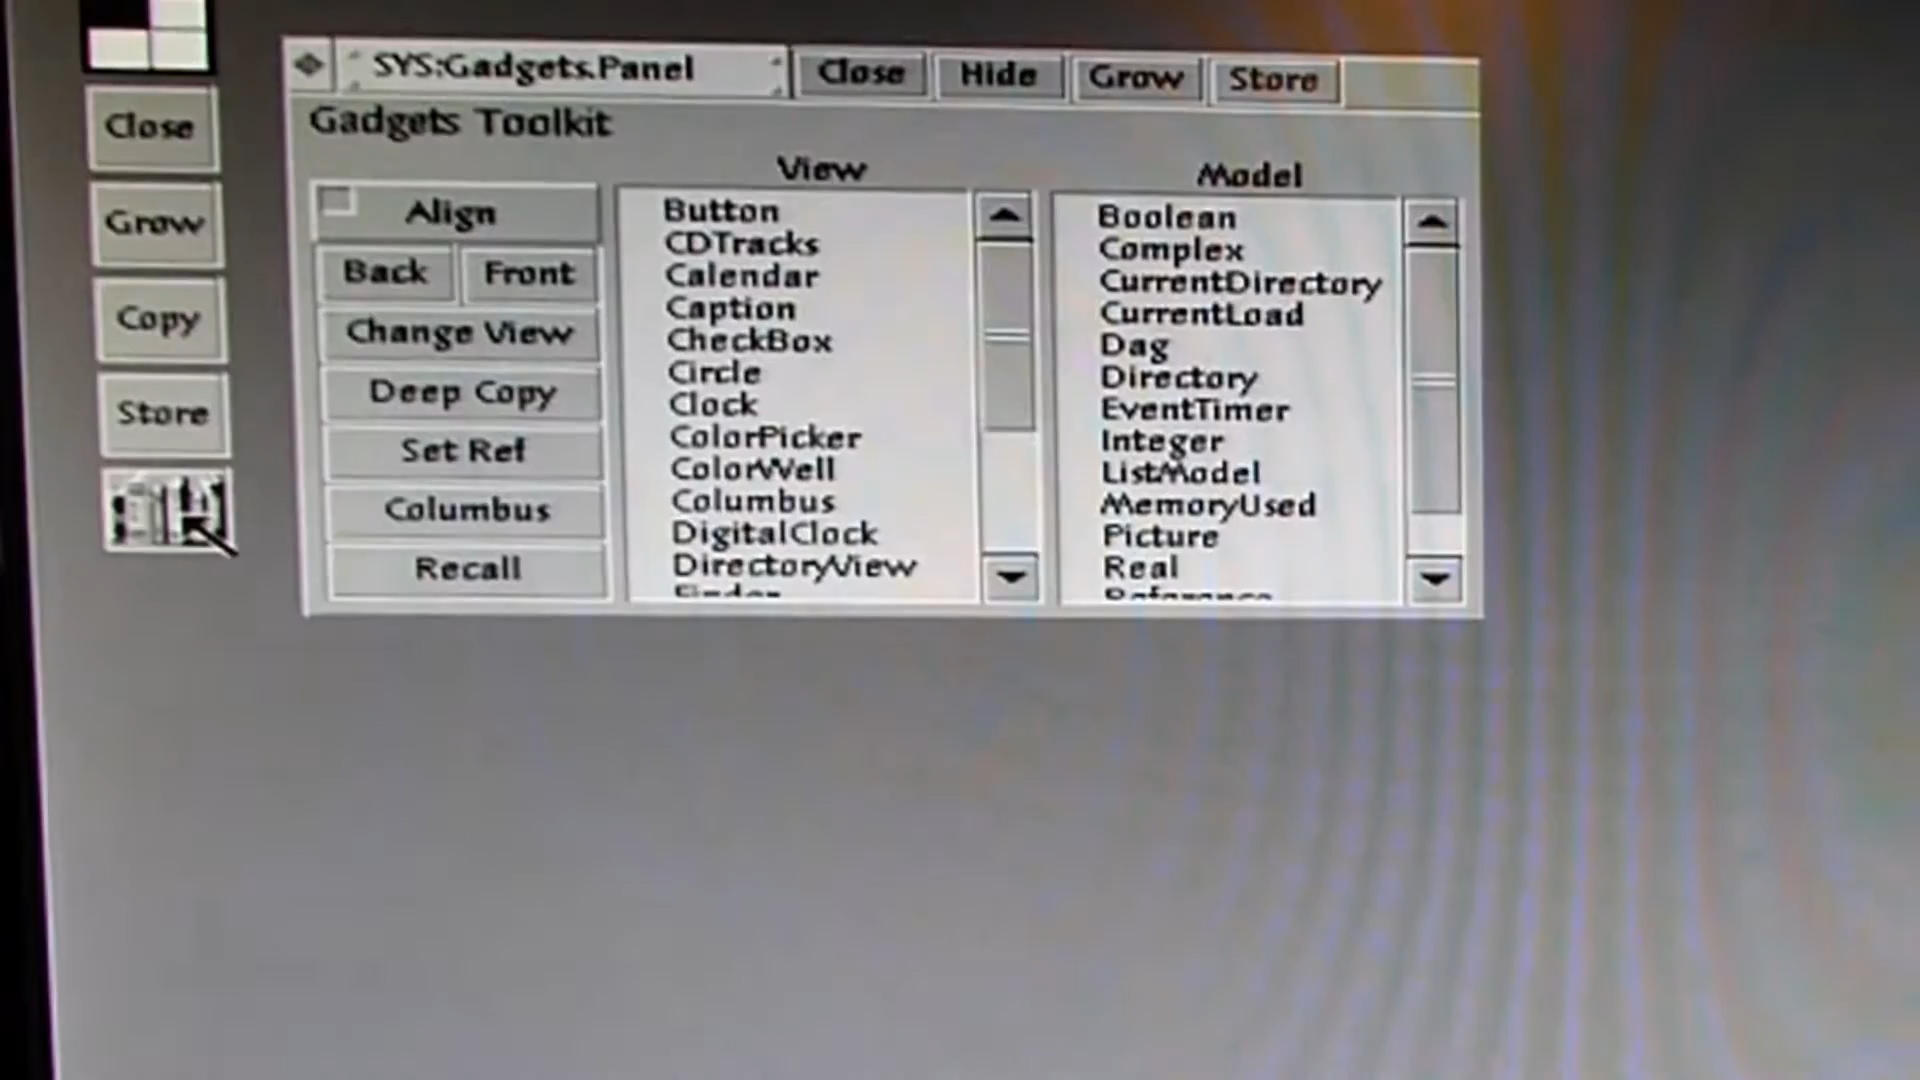 Close
Grow
Copy
Store
SYS:Gadgets.Panel
Close
Hide
Grow
Store
Gadgets Toolkit
Align
Back
Front
Change View
Deep Copy
Set Ref
Columbus
Recall
View
Button
CDTracks
Calendar
Caption
CheckBox
Circle
Clock
ColorPicker
ColorWell
Columbus
DigitalClock
DirectoryView
Finder
Model
Boolean
Complex
CurrentDirectory
CurrentLoad
Dag
Directory
EventTimer
Integer
ListModel
MemoryUsed
Picture
Real
Reference